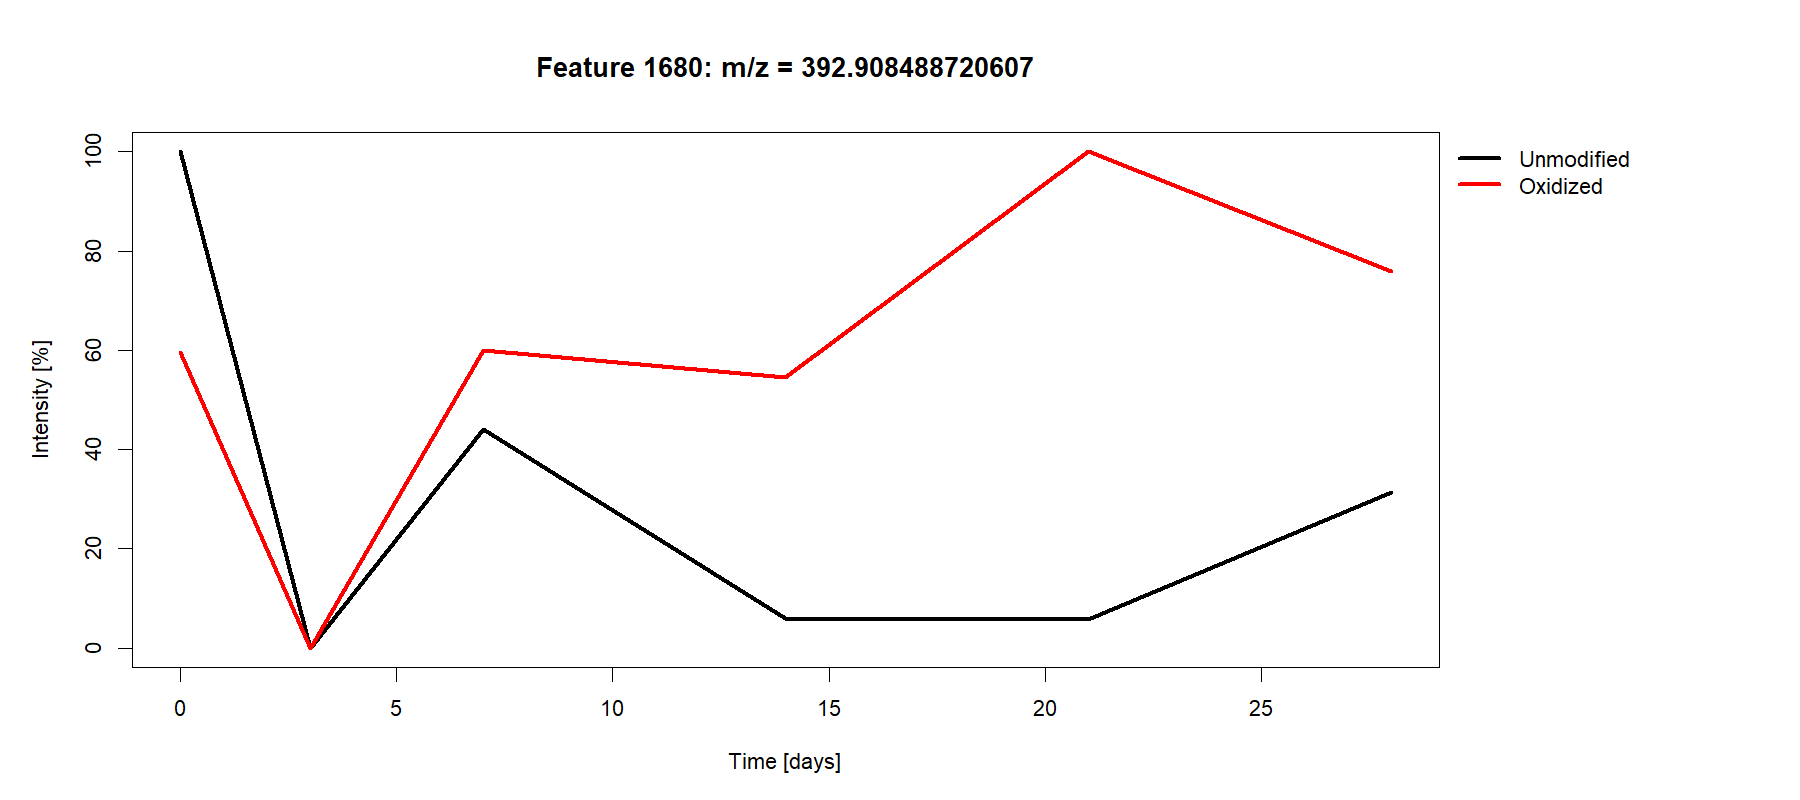 Feature 1680: m/z = 392.908488720607
Unmodified
Oxidized
Intensity [%]
100
80
60
40
20
0
0 5 10 15 20 25
Time [days]